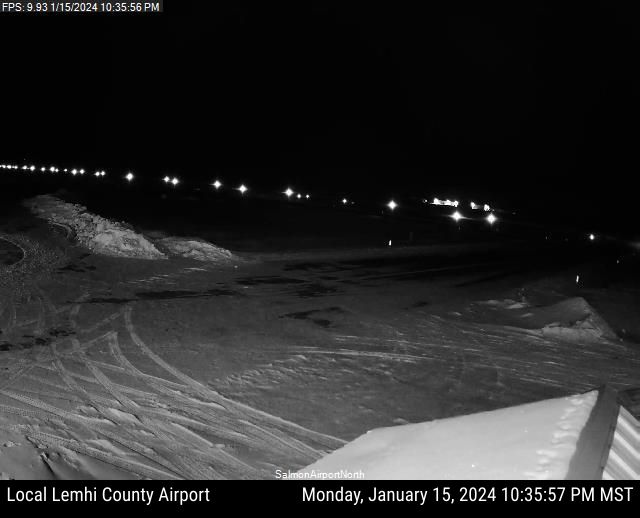 FPS: 9.93 1/15/2024 10:35:56 PM
SalmonAirportNorth
Local Lemhi County Airport
Monday, January 15, 2024 10:35:57 PM MST